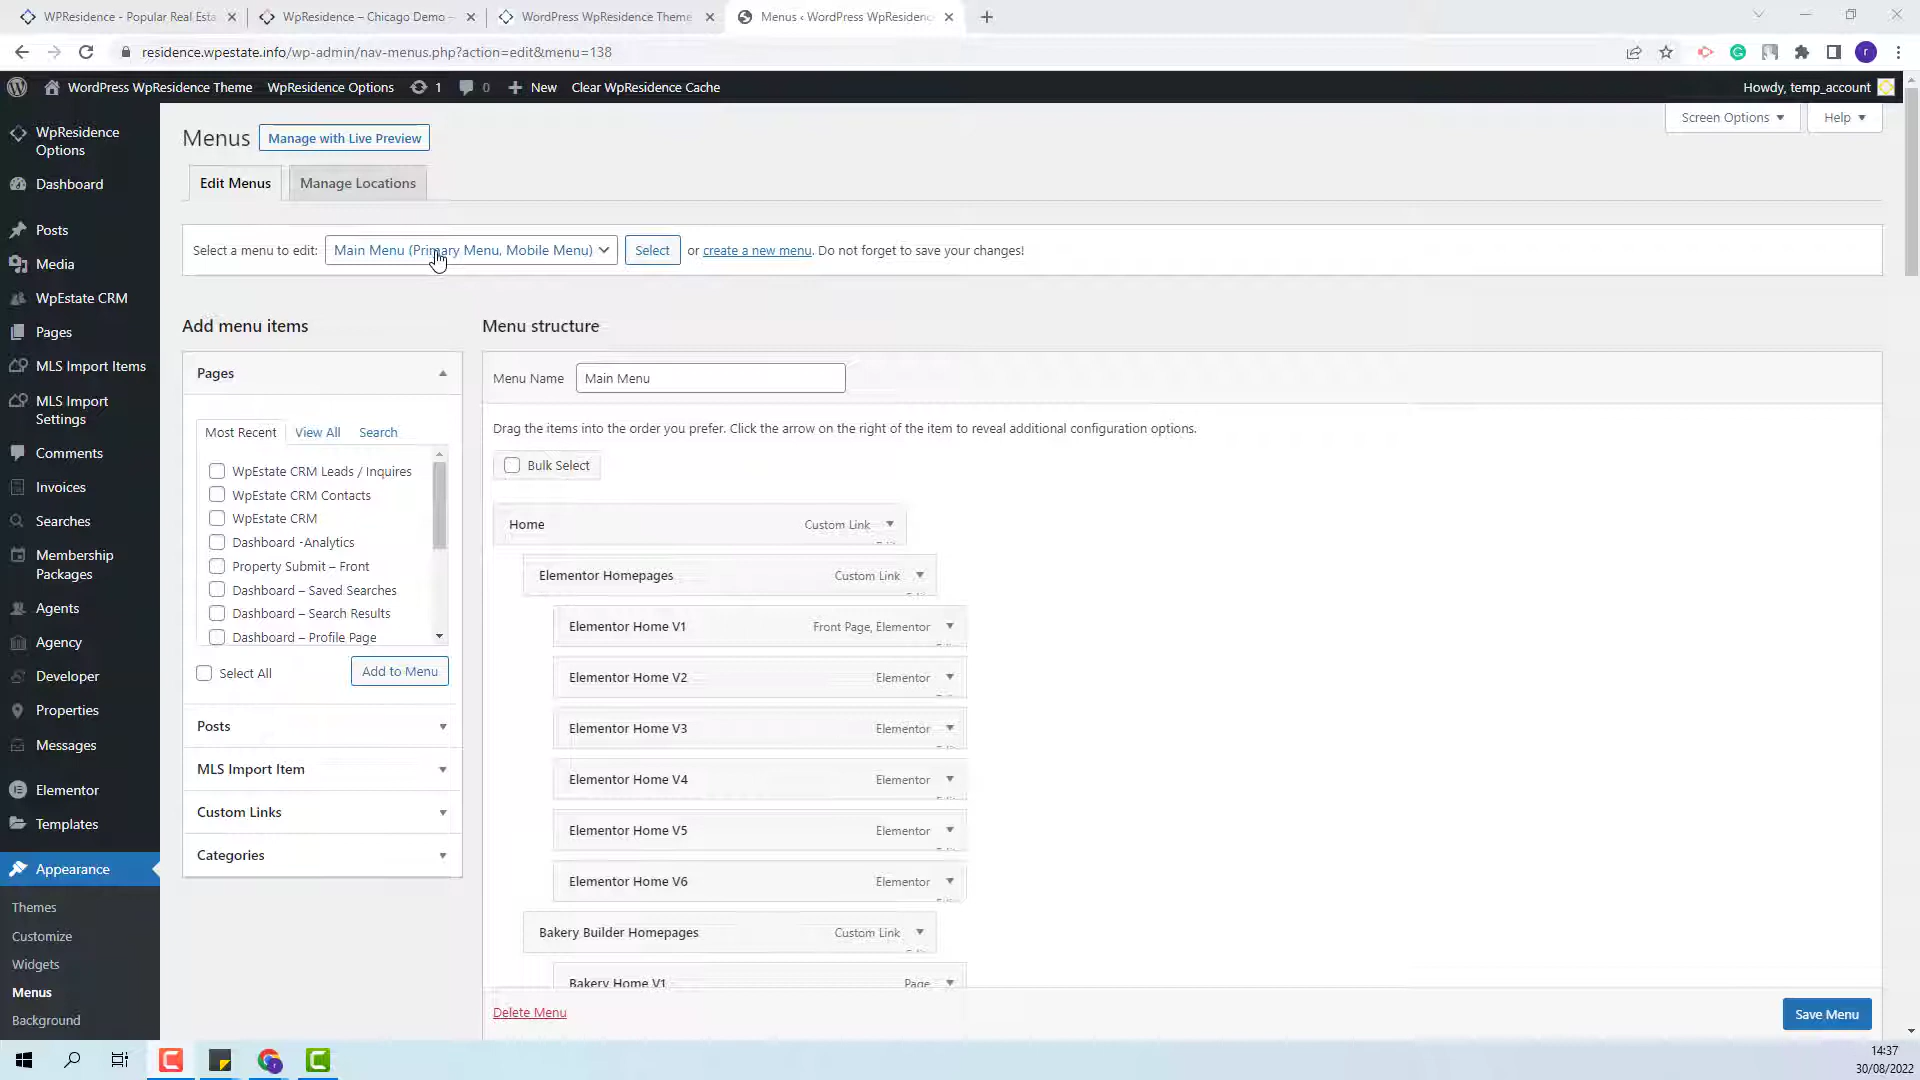 WPResidence - Popular Real Esta
WpResidence – Chicago Demo –
WordPress WpResidence Theme
Menus ‹ WordPress WpResidence
residence.wpestate.info/wp-admin/nav-menus.php?action=edit&menu=138
WordPress WpResidence Theme WpResidence Options 1 0 New Clear WpResidence Cache Howdy, temp_account
Screen Options Help
WpResidence Options
Dashboard
Posts
Media
WpEstate CRM
Pages
MLS Import Items
MLS Import Settings
Comments
Invoices
Searches
Membership Packages
Agents
Agency
Developer
Properties
Messages
Elementor
Templates
Appearance
Themes
Customize
Widgets
Menus
Background
Menus Manage with Live Preview
Edit Menus Manage Locations
Select a menu to edit: Main Menu (Primary Menu, Mobile Menu) Select or create a new menu. Do not forget to save your changes!
Add menu items
Pages
Most Recent View All Search
WpEstate CRM Leads / Inquires
WpEstate CRM Contacts
WpEstate CRM
Dashboard -Analytics
Property Submit – Front
Dashboard – Saved Searches
Dashboard – Search Results
Dashboard – Profile Page
Select All Add to Menu
Posts
MLS Import Item
Custom Links
Categories
Menu structure
Menu Name Main Menu
Drag the items into the order you prefer. Click the arrow on the right of the item to reveal additional configuration options.
Bulk Select
Home Custom Link
Elementor Homepages Custom Link
Elementor Home V1 Front Page, Elementor
Elementor Home V2 Elementor
Elementor Home V3 Elementor
Elementor Home V4 Elementor
Elementor Home V5 Elementor
Elementor Home V6 Elementor
Bakery Builder Homepages Custom Link
Bakery Home V1 Page
Delete Menu Save Menu
14:37
30/08/2022